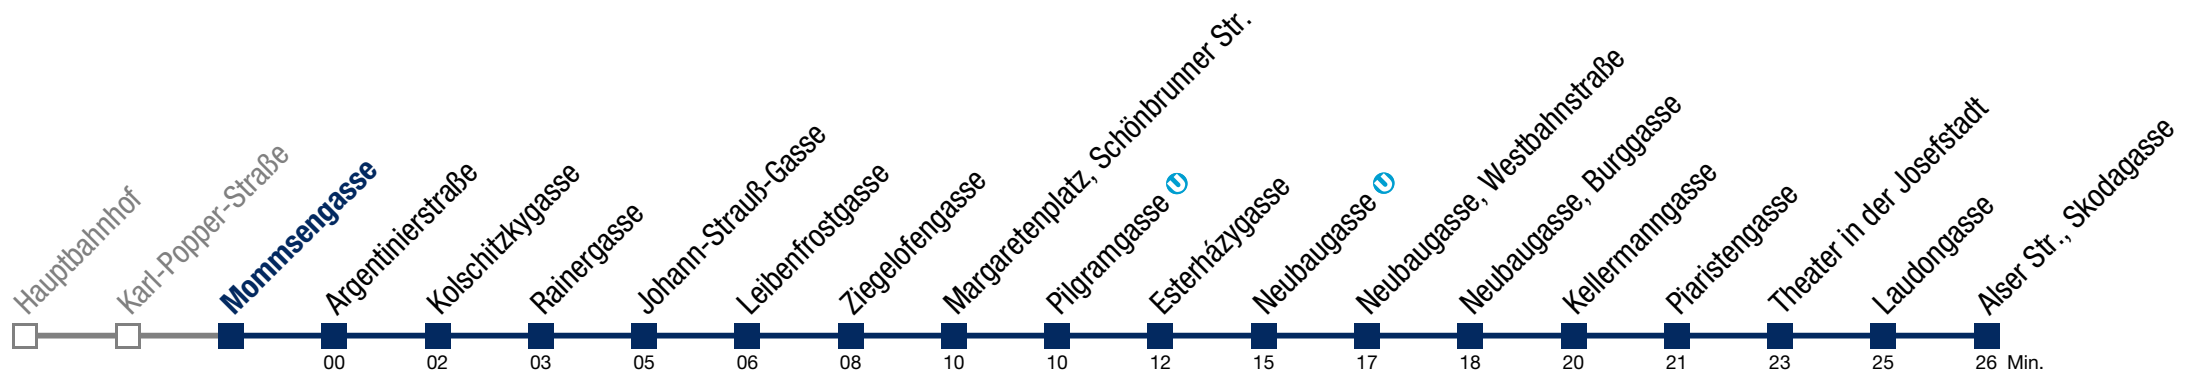 Hauptbahnhof
Karl-Popper-Straße
Mommsengasse
Argentinierstraße
Kolschitzkygasse
Rainergasse
Johann-Strauß-Gasse
Leibenfrostgasse
Ziegelofengasse
Margaretenplatz, Schönbrunner Str.
Pilgramgasse U
Esterházygasse
Neubaugasse U
Neubaugasse, Westbahnstraße
Neubaugasse, Burggasse
Kellermanngasse
Piaristengasse
Theater in der Josefstadt
Laudongasse
Alser Str., Skodagasse
00 02 03 05 06 08 10 10 12 15 17 18 20 21 23 25 26 Min.